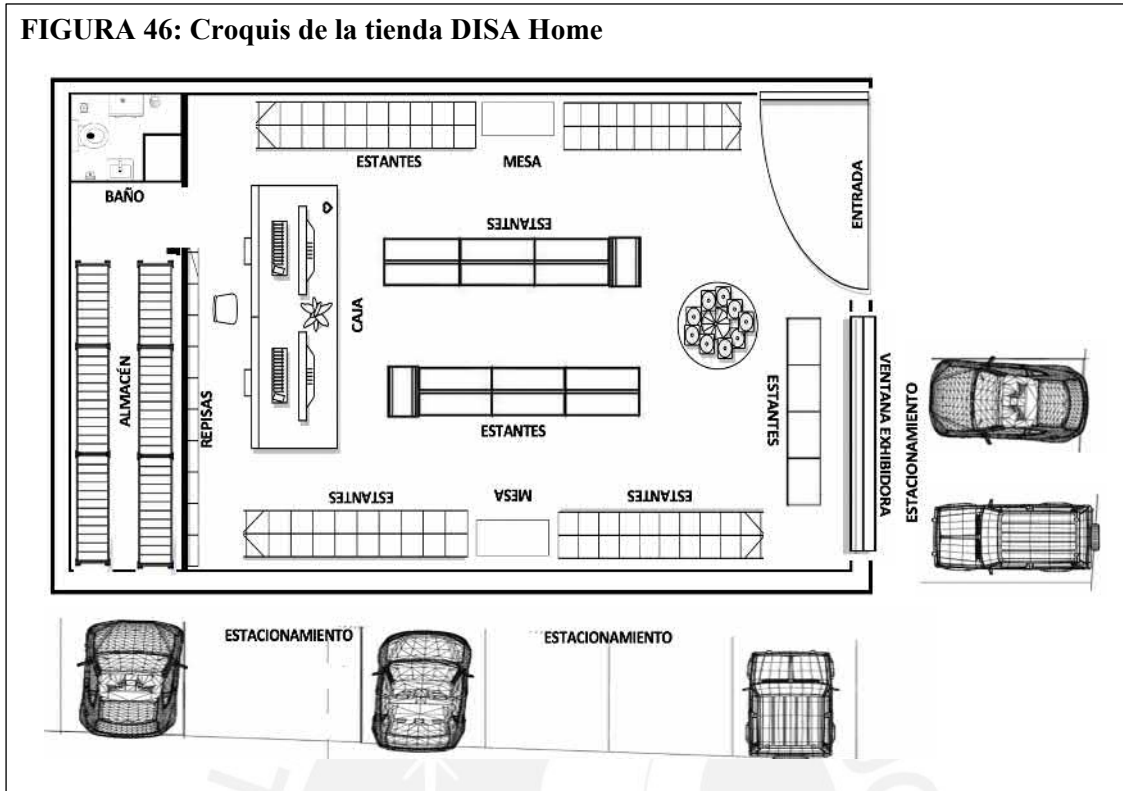 FIGURA 46: Croquis de la tienda DISA Home
ESTANTES
MESA
BAÑO
ENTRADA
ESTANTES
CAJA
ALMACÉN
REPISAS
ESTANTES
ESTANTES
VENTANA EXHIBIDORA
ESTACIONAMIENTO
ESTANTES
MESA
ESTANTES
ESTACIONAMIENTO
ESTACIONAMIENTO